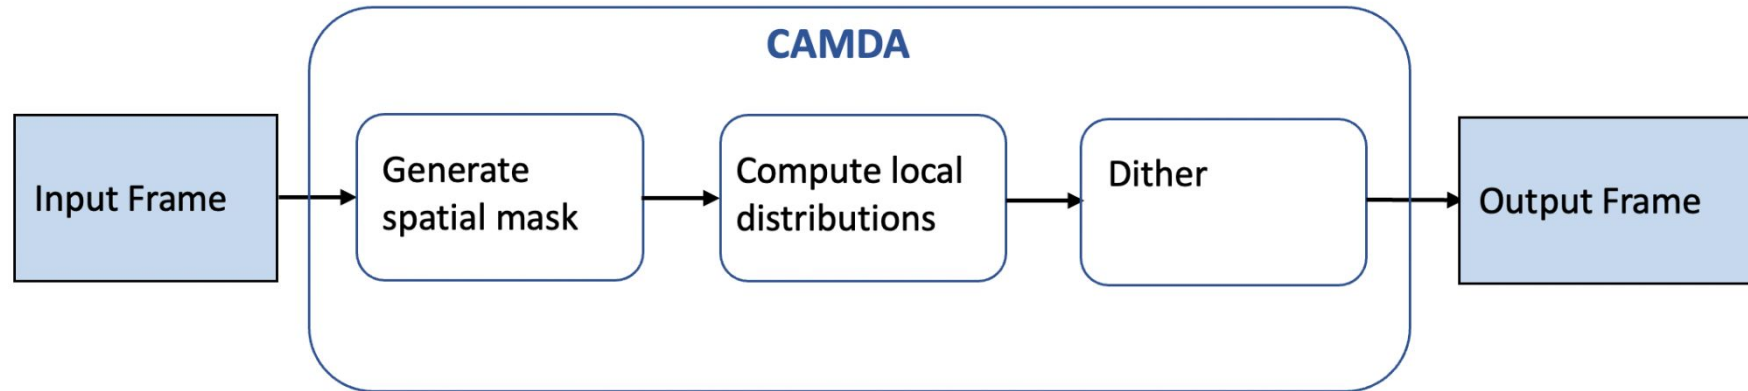 CAMDA
Input Frame
Generate
spatial mask
Compute local
distributions
Dither
Output Frame